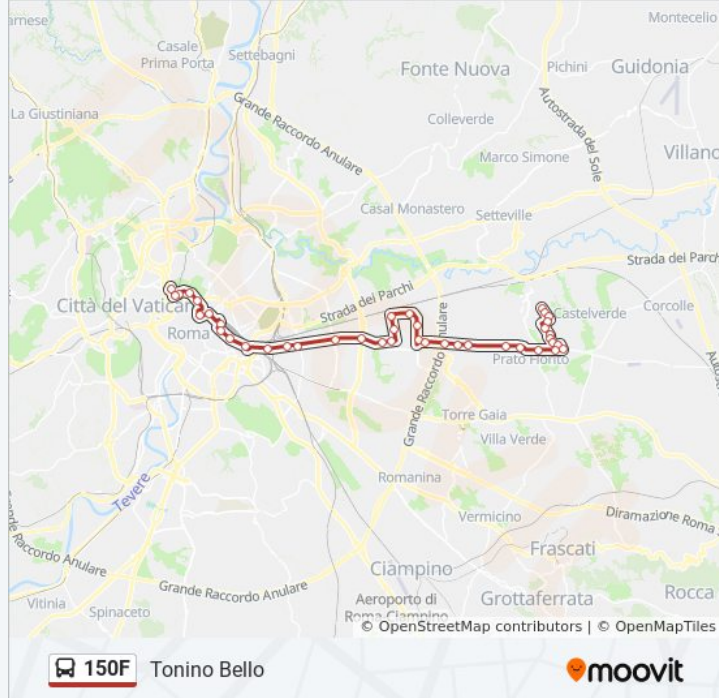 Montecelio
arnese
Casale
Prima Porta
Settebagni
Fonte Nuova
Pichini
Guidonia
La Giustiniana
Grande Raccordo Anulare
Colleverde
Autostrada del Sole
Marco Simone
Villano
Casal Monastero
Setteville
Strada dei Parchi
Strada dei Parchi
Città del Vaticano
Castelverde
Corcolle
Roma
Prato Fiorito
Grande Raccordo Anulare
Torre Gaia
Villa Verde
Romanina
Tevere
Vermicino
Diramazione Roma S
Grande Raccordo Anulare
Frascati
Ciampino
Grande Raccordo Anulare
Aeroporto di
Roma Ciampino
Grottaferrata
Rocca
Vitinia
Spinaceto
© OpenStreetMap contributors | © OpenMapTiles
150F Tonino Bello
moovit